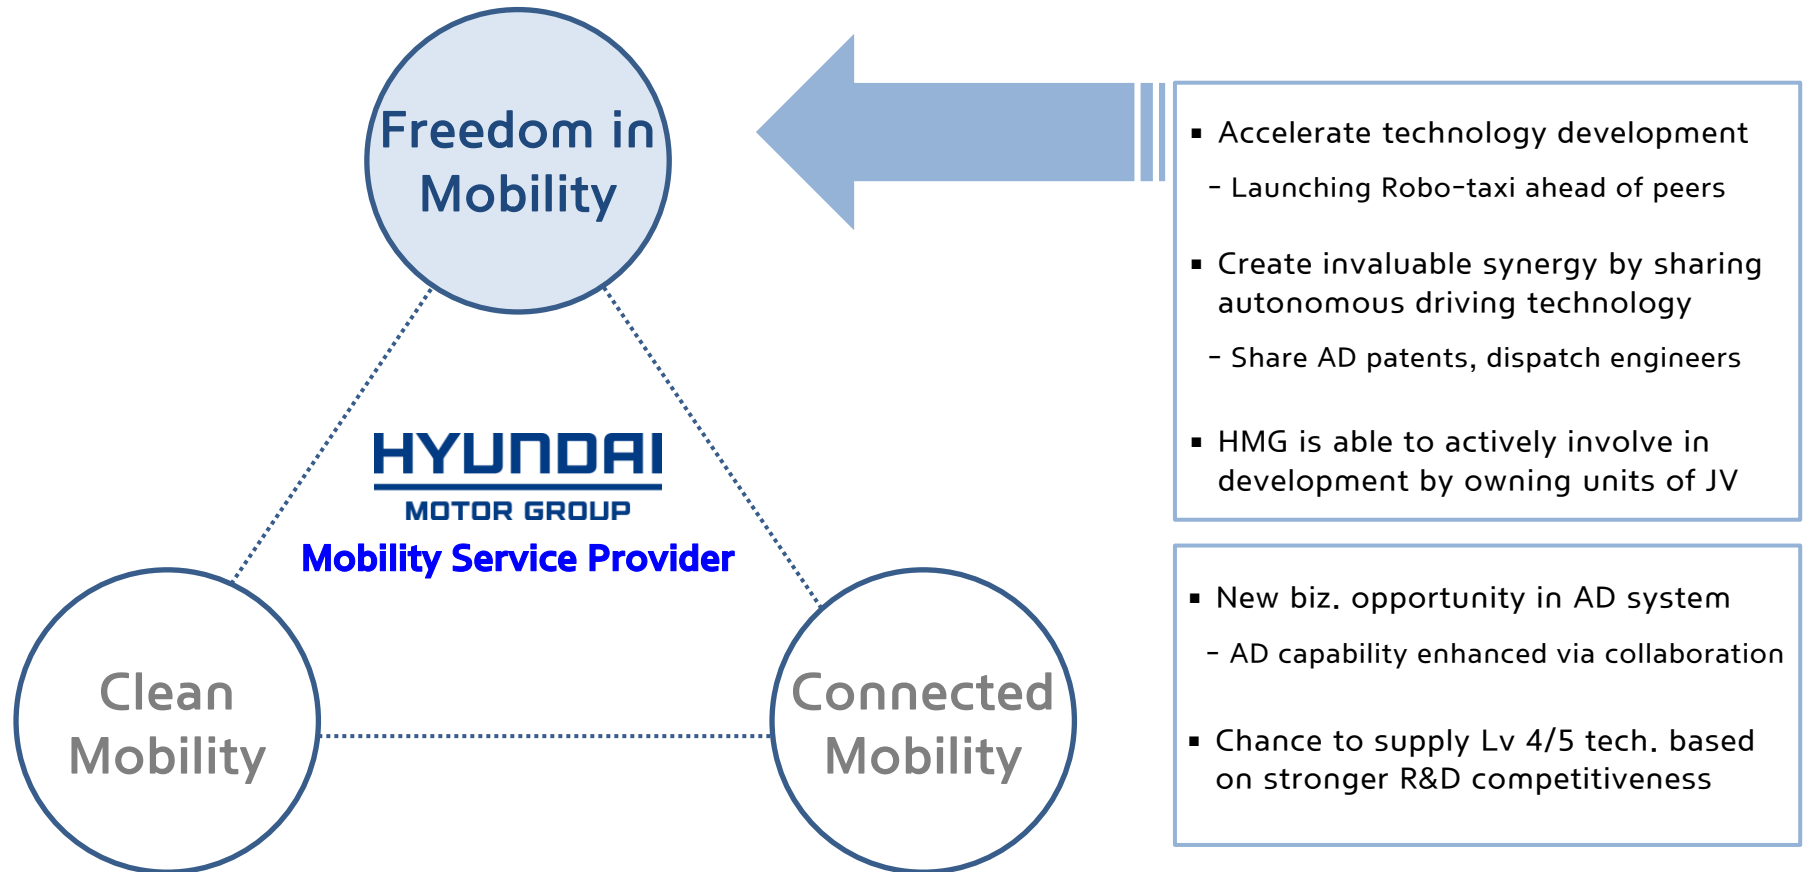 Freedom in
Mobility
HYUNDAI
MOTOR GROUP
Mobility Service Provider
Clean
Mobility
Connected
Mobility
▪ Accelerate technology development
- Launching Robo-taxi ahead of peers
▪ Create invaluable synergy by sharing
autonomous driving technology
- Share AD patents, dispatch engineers
▪ HMG is able to actively involve in
development by owning units of JV
▪ New biz. opportunity in AD system
- AD capability enhanced via collaboration
▪ Chance to supply Lv 4/5 tech. based
on stronger R&D competitiveness